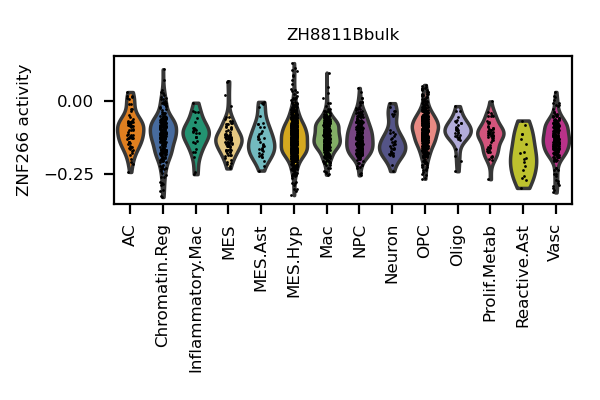 ZH8811Bbulk
ZNF266 activity
0.00
−0.25
AC
Chromatin.Reg
Inflammatory.Mac
MES
MES.Ast
MES.Hyp
Mac
NPC
Neuron
OPC
Oligo
Prolif.Metab
Reactive.Ast
Vasc